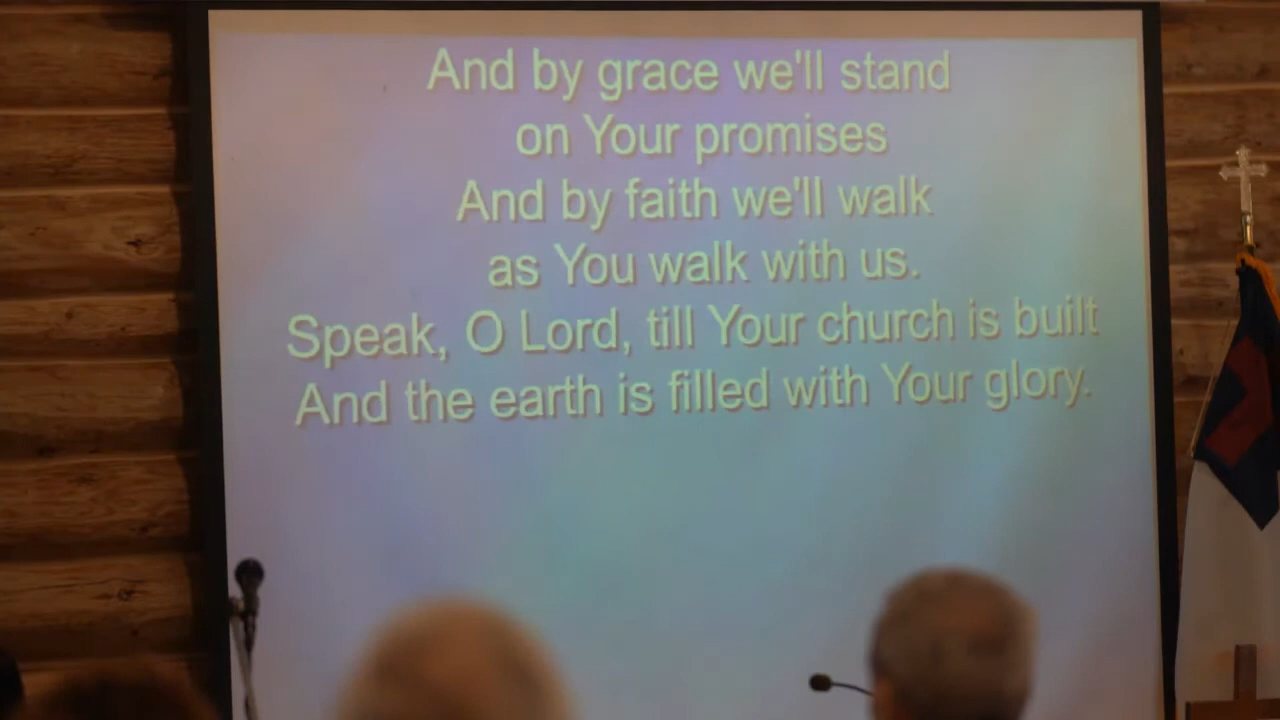 And by grace we'll stand
on Your promises
And by faith we'll walk
as You walk with us.
Speak, O Lord, till Your church is built
And the earth is filled with Your glory.